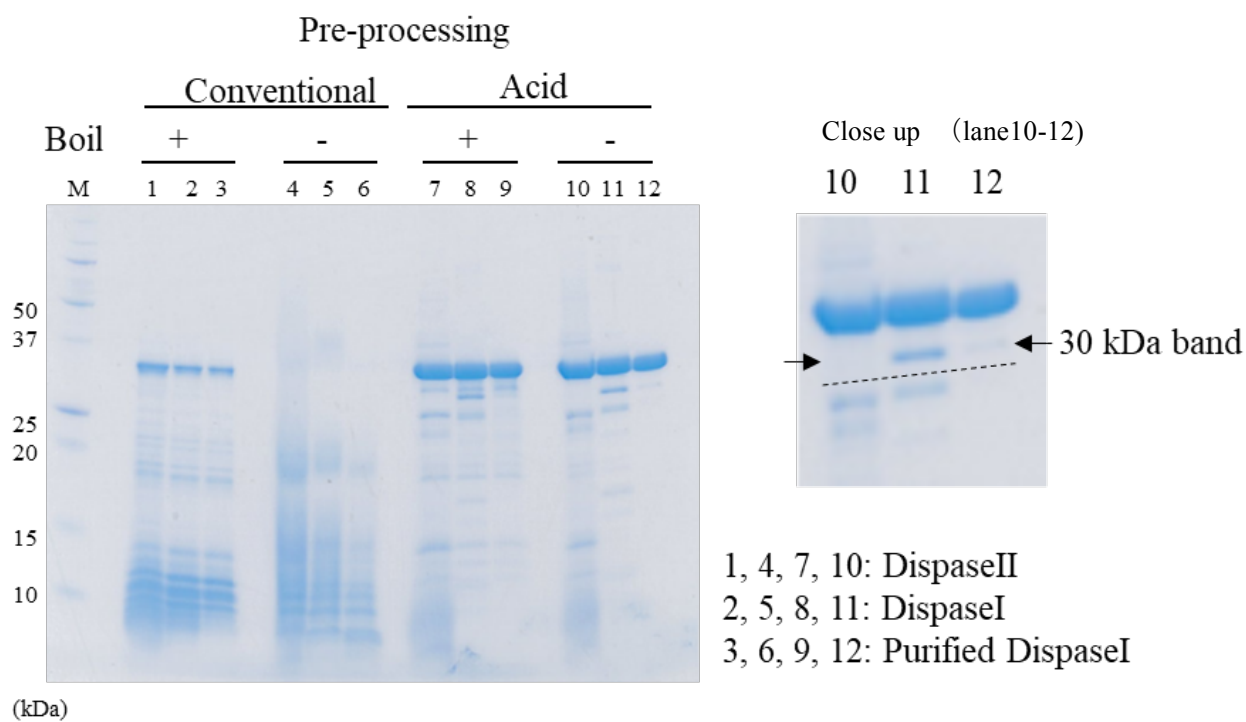 Pre-processing
Conventional Acid
Boil + - + -
M 1 2 3 4 5 6 7 8 9 10 11 12
50
37
25
20
15
10
(kDa)
Close up （lane10-12)
10 11 12
30 kDa band
1, 4, 7, 10: DispaseII
2, 5, 8, 11: DispaseI
3, 6, 9, 12: Purified DispaseI